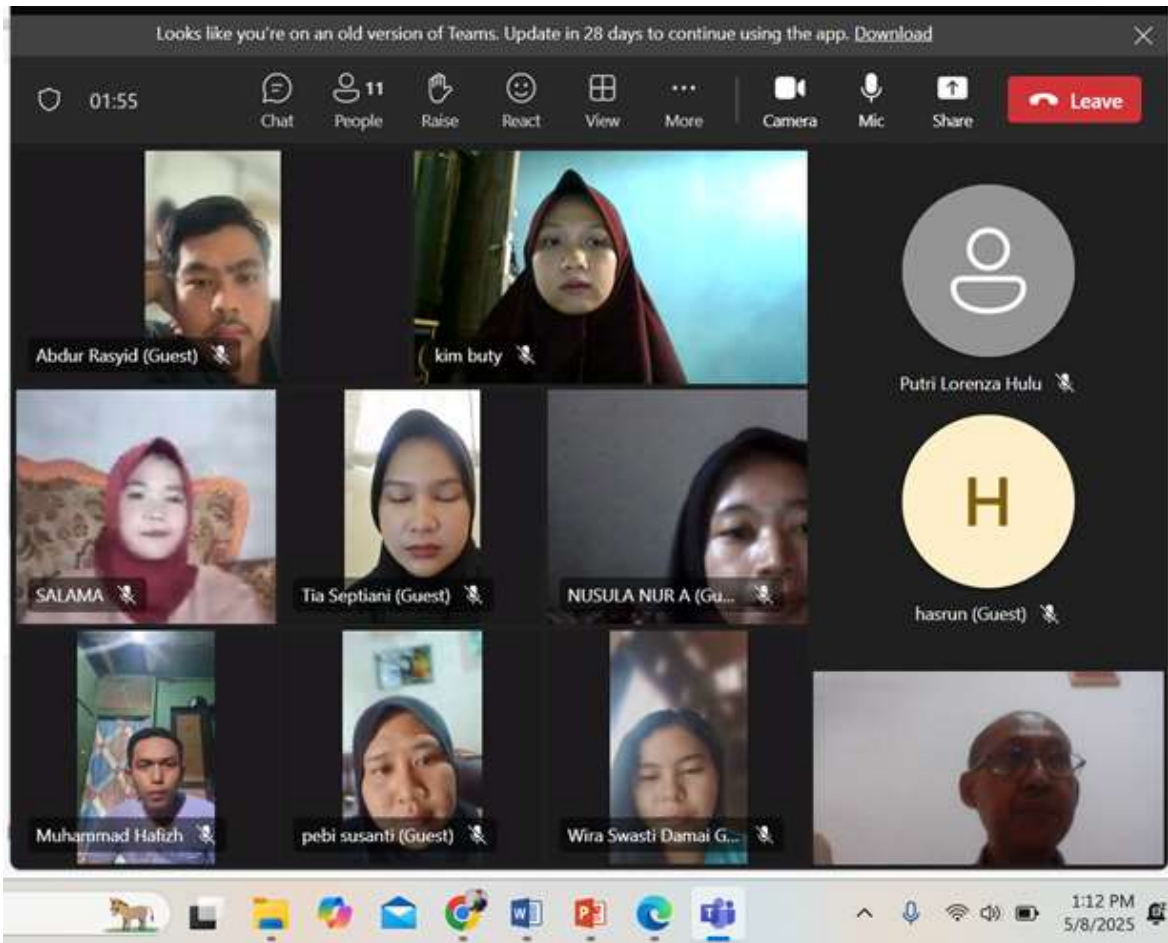 Looks like you're on an old version of Teams. Update in 28 days to continue using the app. Download
01:55
Chat
11
People
Raise
React
View
More
Camera
Mic
Share
Leave
Abdur Rasyid (Guest)
kim buty
Putri Lorenza Hulu
SALAMA
Tia Septiani (Guest)
NUSULA NUR A (Gu...
H
hasrun (Guest)
Muhammad Hafizh
pebi susanti (Guest)
Wira Swasti Damai G...
1:12 PM
5/8/2025